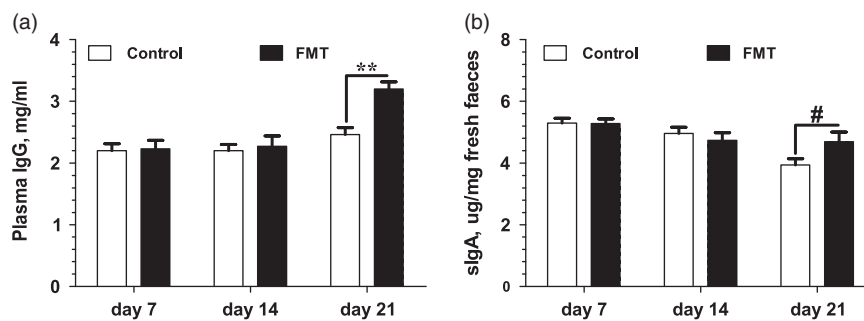 (a)
Control
FMT
Plasma IgG, mg/ml
4
3
2
1
0
**
day 7
day 14
day 21
(b)
Control
FMT
sIgA, ug/mg fresh faeces
8
6
4
2
0
#
day 7
day 14
day 21